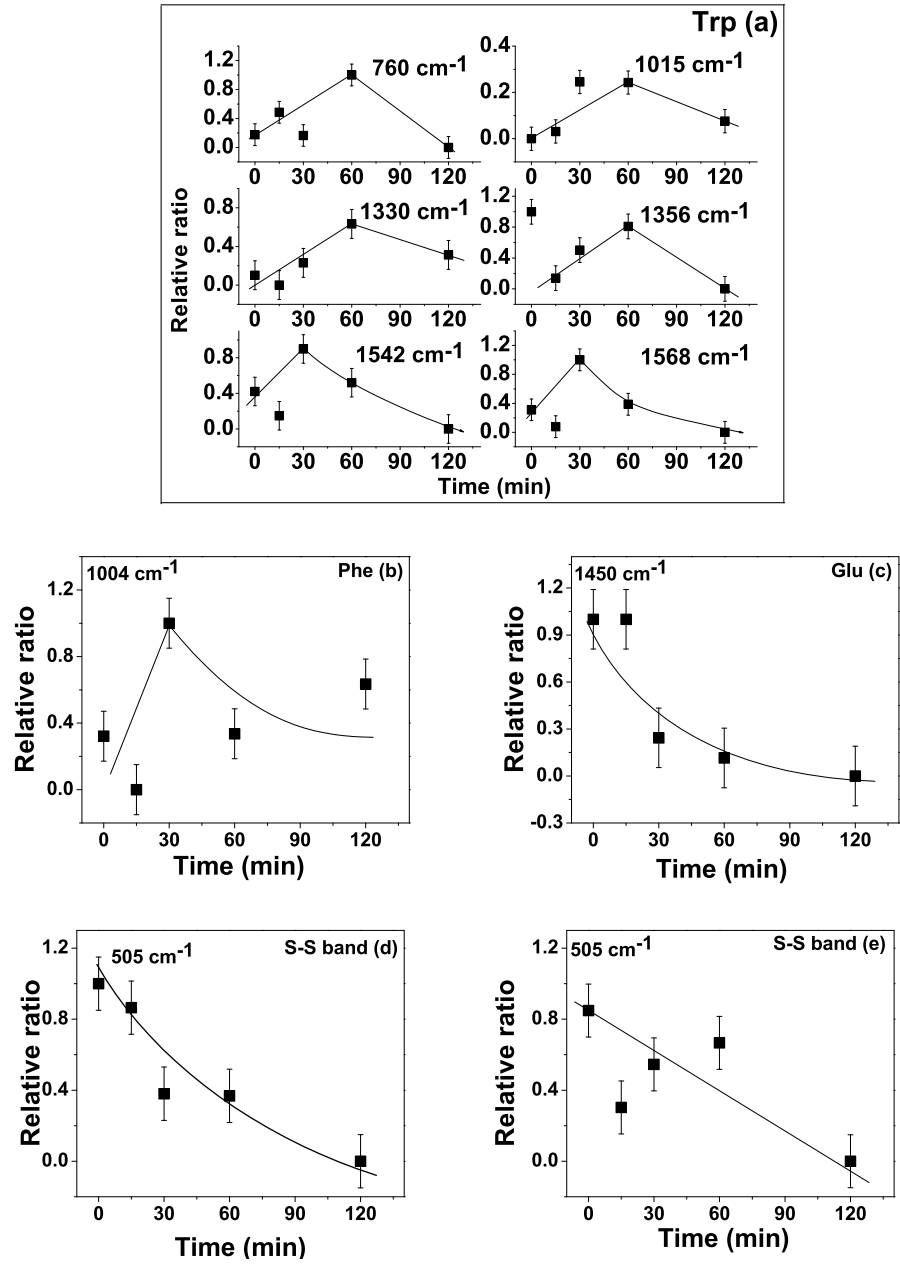 Trp (a)
Relative ratio
760 cm-1
1.2
0.8
0.4
0.0
0 30 60 90 120
1015 cm-1
0.4
0.2
0.0
0 30 60 90 120
1330 cm-1
0.8
0.4
0.0
0 30 60 90 120
1356 cm-1
1.2
0.8
0.4
0.0
0 30 60 90 120
1542 cm-1
0.8
0.4
0.0
0 30 60 90 120
1568 cm-1
1.2
0.8
0.4
0.0
0 30 60 90 120
Time (min)
1004 cm-1
Phe (b)
Relative ratio
1.2
0.8
0.4
0.0
0 30 60 90 120
Time (min)
1450 cm-1
Glu (c)
Relative ratio
1.2
0.9
0.6
0.3
0.0
-0.3
0 30 60 90 120
Time (min)
505 cm-1
S-S band (d)
Relative ratio
1.2
0.8
0.4
0.0
0 30 60 90 120
Time (min)
505 cm-1
S-S band (e)
Relative ratio
1.2
0.8
0.4
0.0
0 30 60 90 120
Time (min)